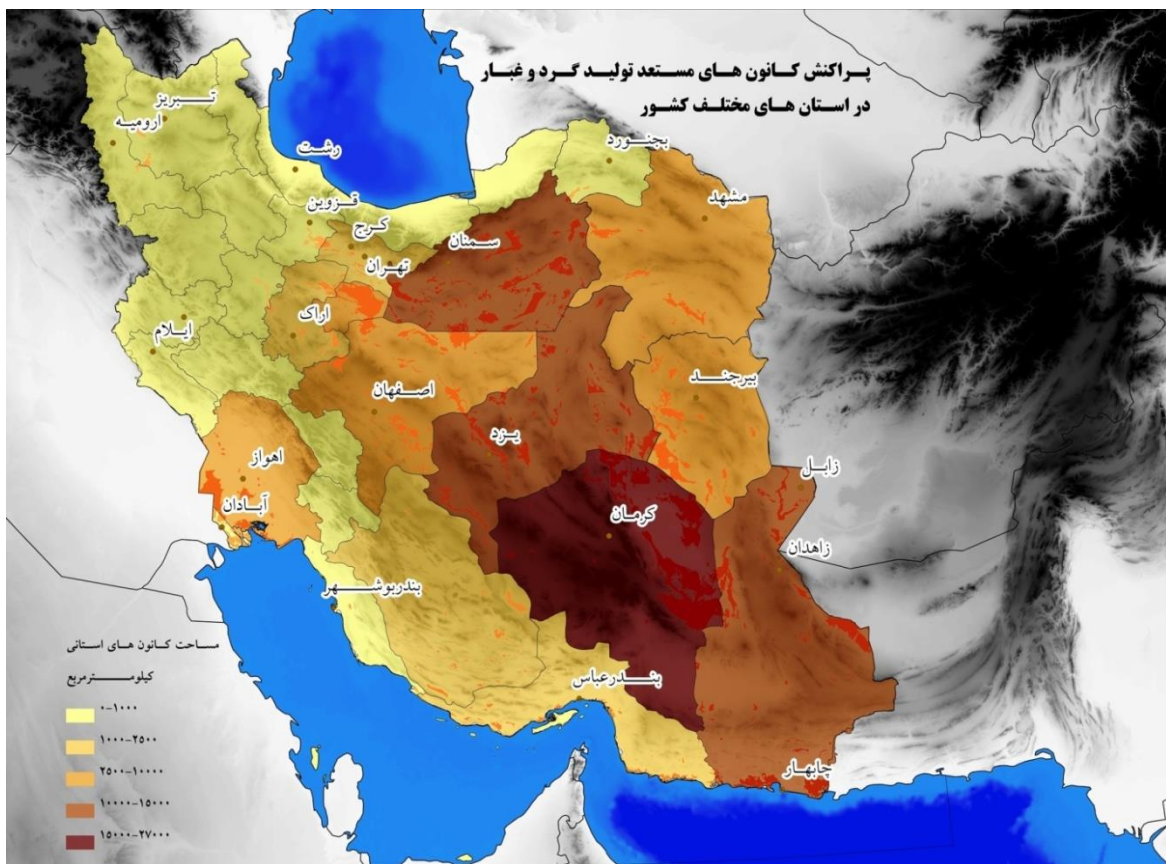 پراکنش کانون های مستعد تولید گرد و غبار
در استان های مختلف کشور
تبریز
ارومیه
رشت
بجنورد
قزوین
مشهد
کرج
سمنان
تهران
اراک
ایلام
بیرجند
اصفهان
یزد
اهواز
زابل
آبادان
کرمان
زاهدان
بندربوشهر
مساحت کانون های استانی
کیلومترمربع
بندرعباس
۰-۱۰۰۰
۱۰۰۰-۲۵۰۰
چابهار
۲۵۰۰-۱۰۰۰۰
۱۰۰۰۰-۱۵۰۰۰
۱۵۰۰۰-۲۷۰۰۰